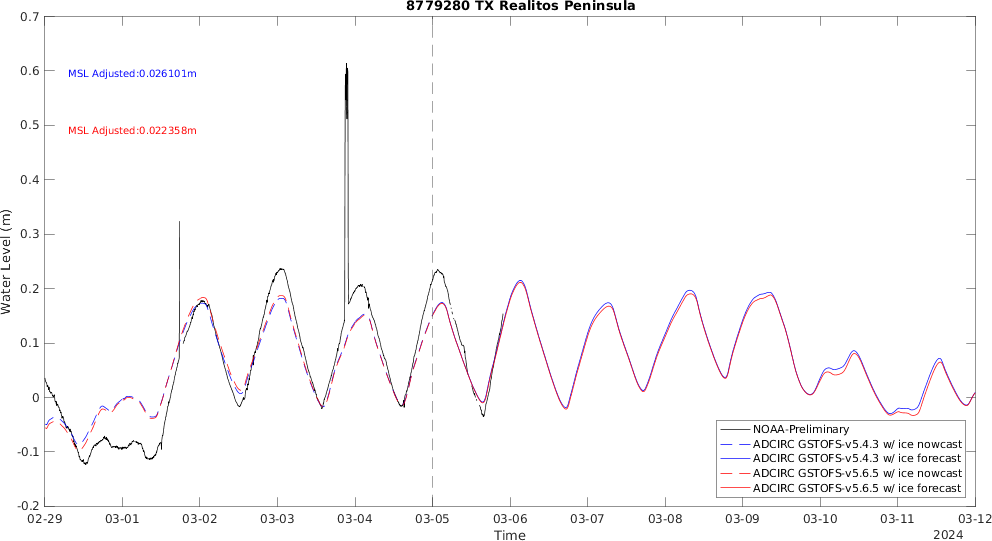 8779280 TX Realitos Peninsula
0.7
0.6
0.5
0.4
0.3
0.2
0.1
0
-0.1
-0.2
Water Level (m)
MSL Adjusted:0.026101m
MSL Adjusted:0.022358m
NOAA-Preliminary
ADCIRC GSTOFS-v5.4.3 w/ ice nowcast
ADCIRC GSTOFS-v5.4.3 w/ ice forecast
ADCIRC GSTOFS-v5.6.5 w/ ice nowcast
ADCIRC GSTOFS-v5.6.5 w/ ice forecast
02-29 03-01 03-02 03-03 03-04 03-05 03-06 03-07 03-08 03-09 03-10 03-11 03-12
Time
2024